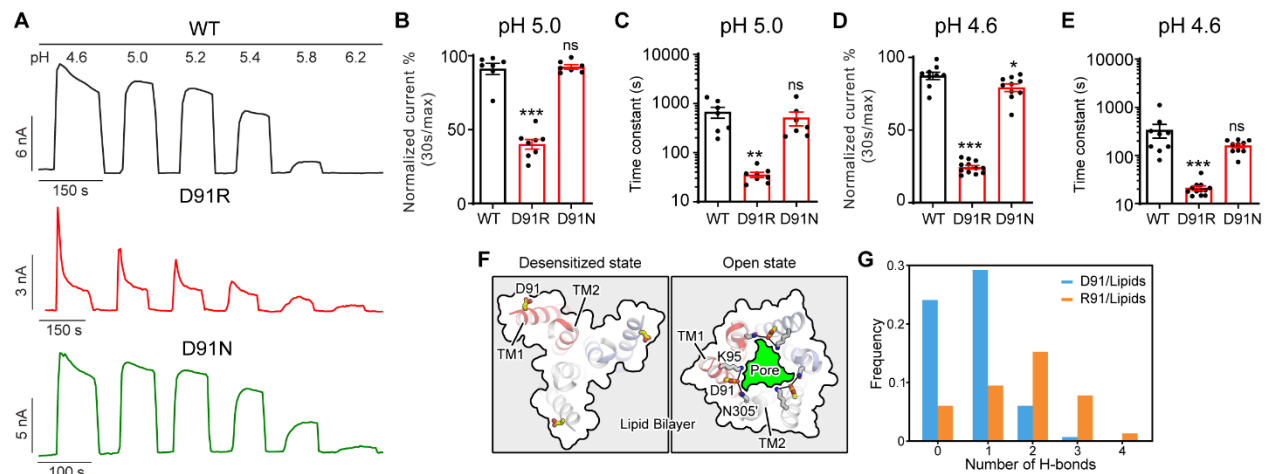 A
WT
pH 4.6 5.0 5.2 5.4 5.8 6.2
6 nA
150 s
D91R
3 nA
150 s
D91N
5 nA
100 s
B
pH 5.0
Normalized current %
(30s/max)
100
50
0
***
ns
WT D91R D91N
C
pH 5.0
Time constant (s)
10000
1000
100
10
**
ns
WT D91R D91N
D
pH 4.6
Normalized current %
(30s/max)
100
50
0
***
*
WT D91R D91N
E
pH 4.6
Time constant (s)
10000
1000
100
10
***
ns
WT D91R D91N
F
Desensitized state
D91
TM2
TM1
Open state
TM1
K95
Pore
D91
N305'
TM2
Lipid Bilayer
G
Frequency
0.3
0.1
0
D91/Lipids
R91/Lipids
0 1 2 3 4
Number of H-bonds